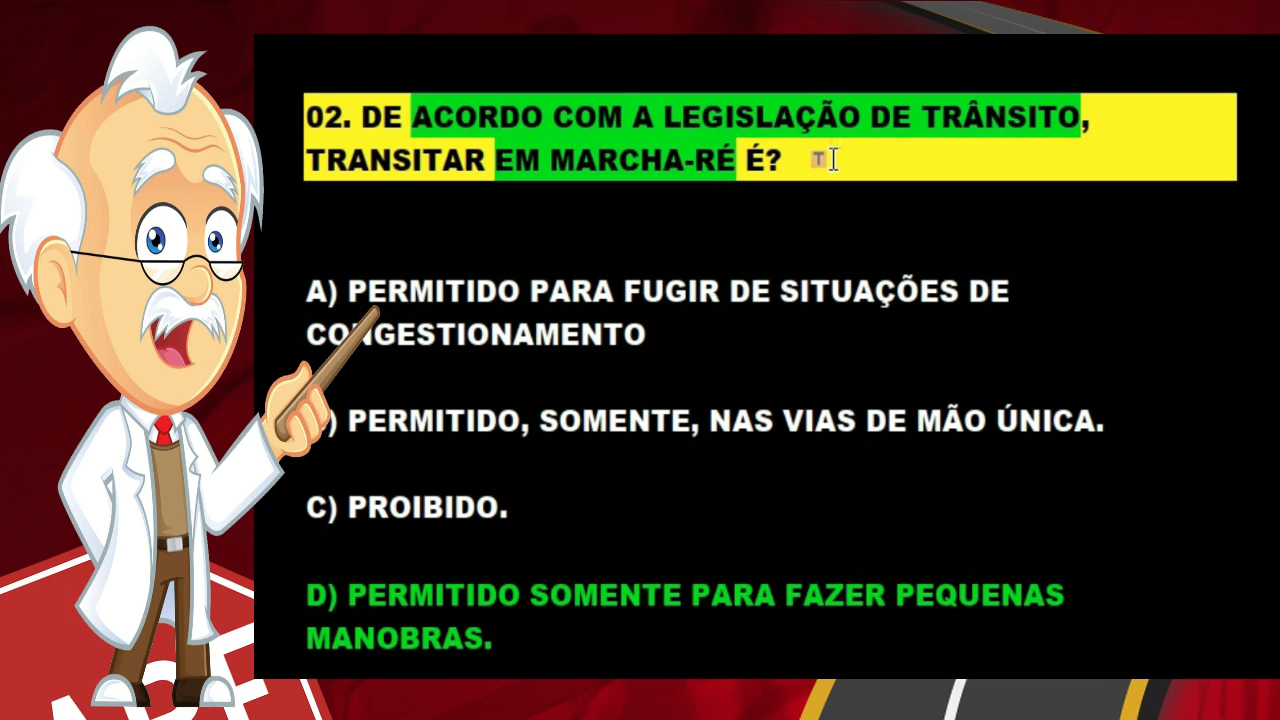 02. DE ACORDO COM A LEGISLAÇÃO DE TRÂNSITO,
TRANSITAR EM MARCHA-RÉ É?
A) PERMITIDO PARA FUGIR DE SITUAÇÕES DE
CONGESTIONAMENTO
) PERMITIDO, SOMENTE, NAS VIAS DE MÃO ÚNICA.
C) PROIBIDO.
D) PERMITIDO SOMENTE PARA FAZER PEQUENAS
MANOBRAS.